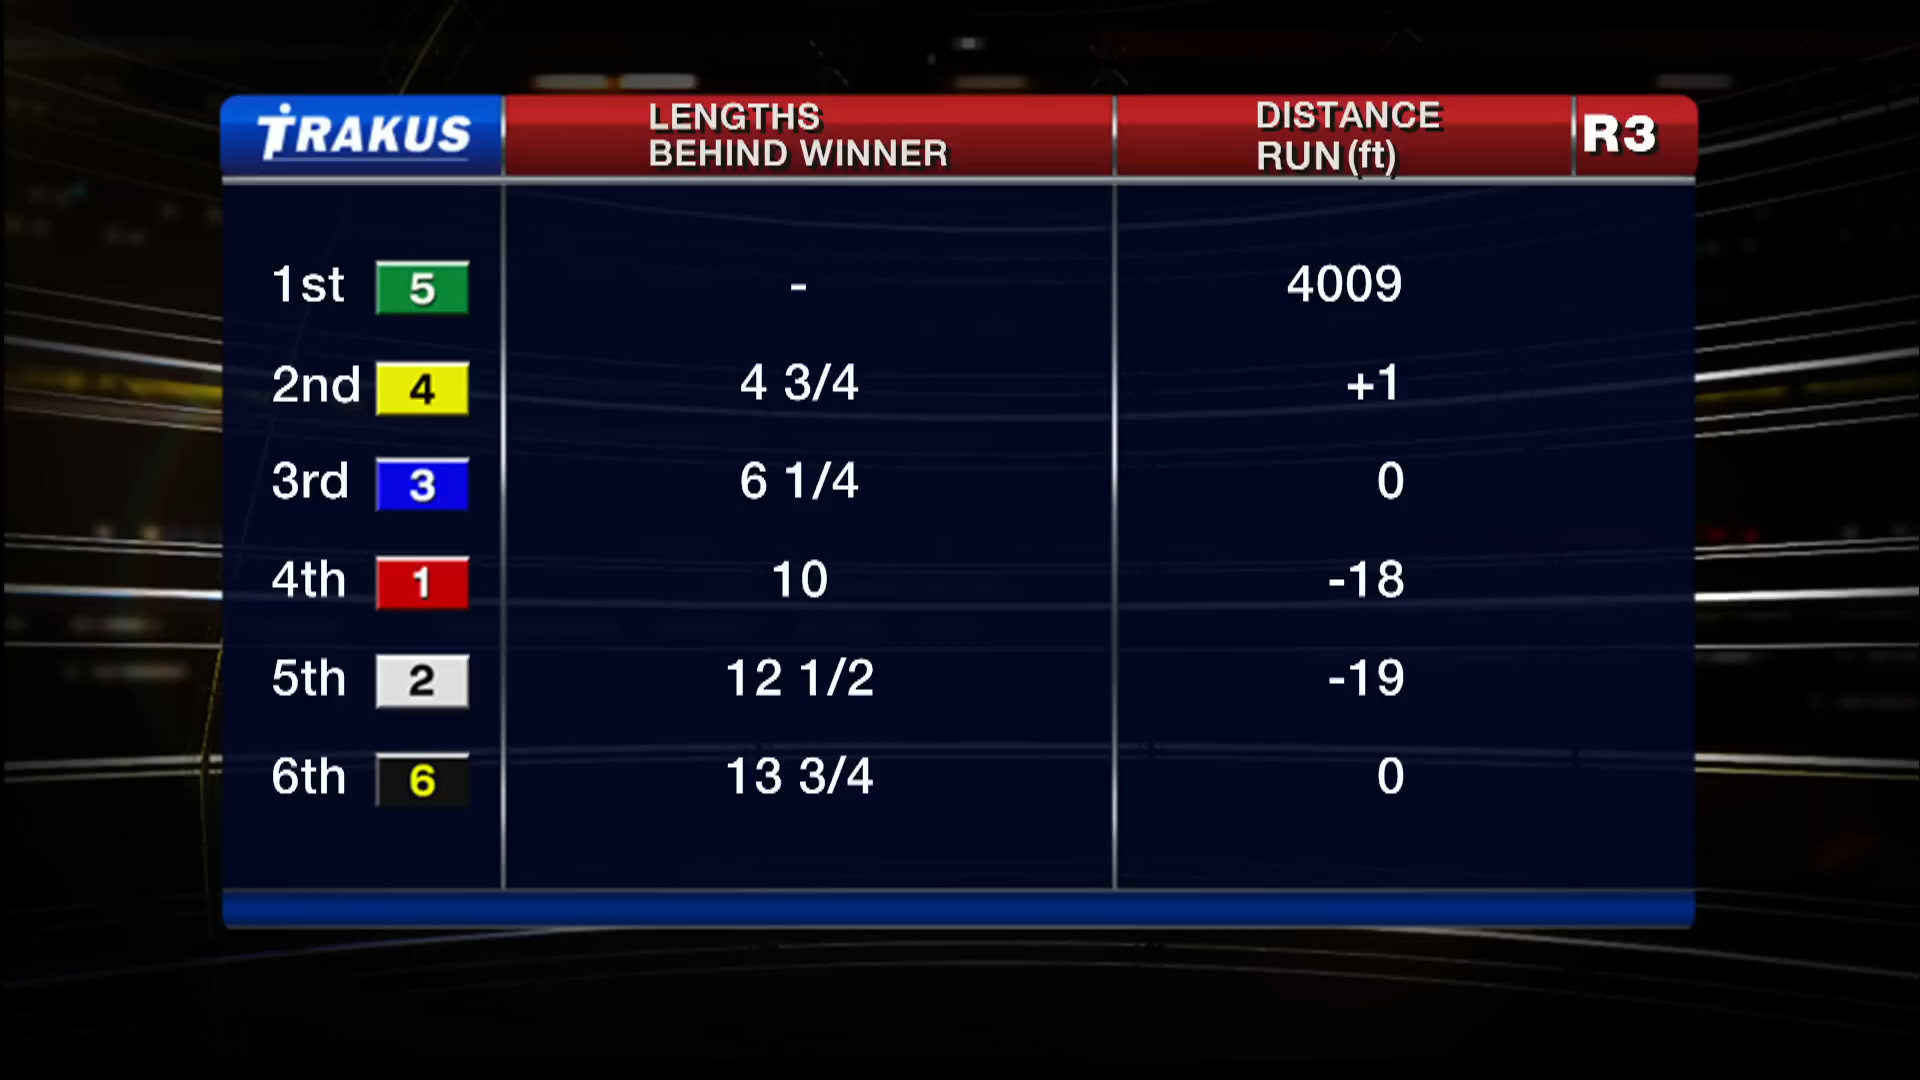 TRAKUS
LENGTHS
BEHIND WINNER
DISTANCE
RUN (ft)
R3
1st 5 - 4009
2nd 4 4 3/4 +1
3rd 3 6 1/4 0
4th 1 10 -18
5th 2 12 1/2 -19
6th 6 13 3/4 0